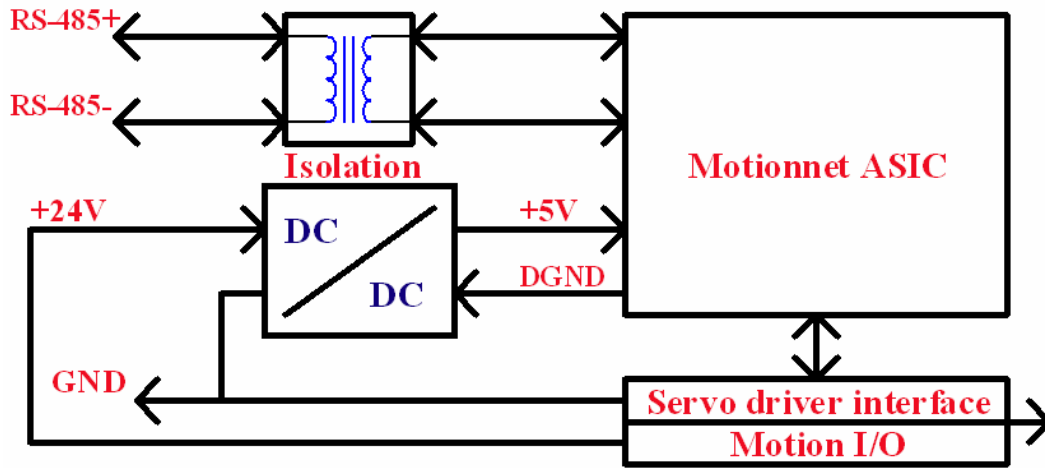 RS-485+
RS-485-
Isolation
Motionnet ASIC
+24V
DC
DC
+5V
DGND
GND
Servo driver interface
Motion I/O